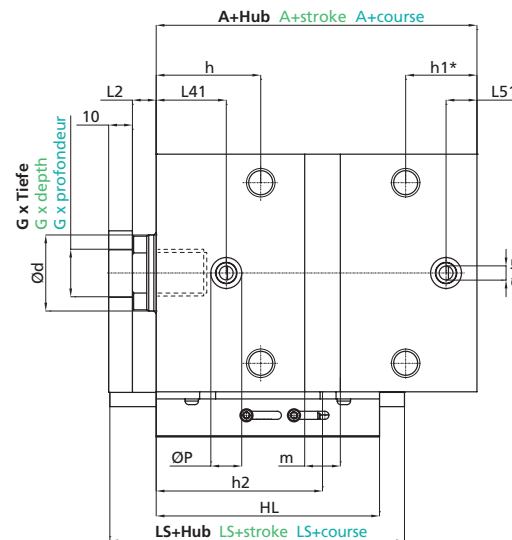 A+Hub A+stroke A+course
h
h1*
L2
L41
L51
10
G x Tiefe
G x depth
G x profondeur
Ød
ØP
m
h2
HL
LS+Hub LS+stroke LS+course